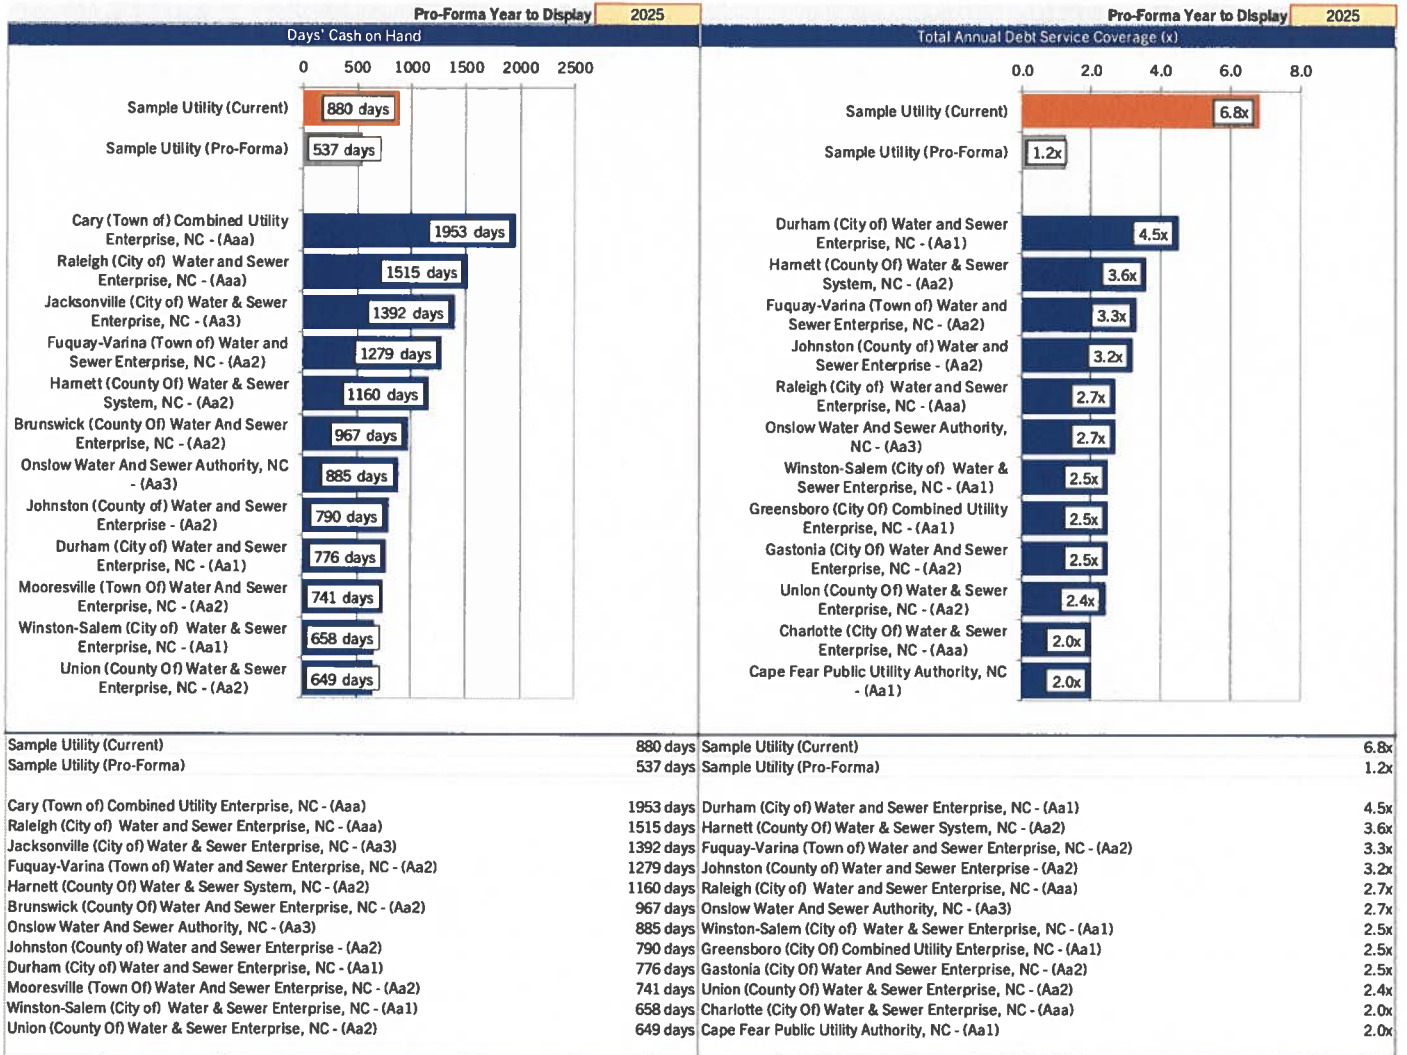 Pro-Forma Year to Display 2025
Days' Cash on Hand
0 500 1000 1500 2000 2500
Sample Utility (Current)
880 days
Sample Utility (Pro-Forma)
537 days
Cary (Town of) Combined Utility
Enterprise, NC - (Aaa)
1953 days
Raleigh (City of) Water and Sewer
Enterprise, NC - (Aaa)
1515 days
Jacksonville (City of) Water & Sewer
Enterprise, NC - (Aa3)
1392 days
Fuquay-Varina (Town of) Water and
Sewer Enterprise, NC - (Aa2)
1279 days
Harnett (County Of) Water & Sewer
System, NC - (Aa2)
1160 days
Brunswick (County Of) Water And Sewer
Enterprise, NC - (Aa2)
967 days
Onslow Water And Sewer Authority, NC
- (Aa3)
885 days
Johnston (County of) Water and Sewer
Enterprise - (Aa2)
790 days
Durham (City of) Water and Sewer
Enterprise, NC - (Aa1)
776 days
Mooresville (Town Of) Water And Sewer
Enterprise, NC - (Aa2)
741 days
Winston-Salem (City of) Water & Sewer
Enterprise, NC - (Aa1)
658 days
Union (County Of) Water & Sewer
Enterprise, NC - (Aa2)
649 days
Pro-Forma Year to Display 2025
Total Annual Debt Service Coverage (x)
0.0 2.0 4.0 6.0 8.0
Sample Utility (Current)
6.8x
Sample Utility (Pro-Forma)
1.2x
Durham (City of) Water and Sewer
Enterprise, NC - (Aa1)
4.5x
Harnett (County Of) Water & Sewer
System, NC - (Aa2)
3.6x
Fuquay-Varina (Town of) Water and
Sewer Enterprise, NC - (Aa2)
3.3x
Johnston (County of) Water and
Sewer Enterprise - (Aa2)
3.2x
Raleigh (City of) Water and Sewer
Enterprise, NC - (Aaa)
2.7x
Onslow Water And Sewer Authority,
NC - (Aa3)
2.7x
Winston-Salem (City of) Water &
Sewer Enterprise, NC - (Aa1)
2.5x
Greensboro (City Of) Combined Utility
Enterprise, NC - (Aa1)
2.5x
Gastonia (City Of) Water And Sewer
Enterprise, NC - (Aa2)
2.5x
Union (County Of) Water & Sewer
Enterprise, NC - (Aa2)
2.4x
Charlotte (City Of) Water & Sewer
Enterprise, NC - (Aaa)
2.0x
Cape Fear Public Utility Authority, NC
- (Aa1)
2.0x
Sample Utility (Current) 880 days
Sample Utility (Pro-Forma) 537 days
Cary (Town of) Combined Utility Enterprise, NC - (Aaa) 1953 days
Raleigh (City of) Water and Sewer Enterprise, NC - (Aaa) 1515 days
Jacksonville (City of) Water & Sewer Enterprise, NC - (Aa3) 1392 days
Fuquay-Varina (Town of) Water and Sewer Enterprise, NC - (Aa2) 1279 days
Harnett (County Of) Water & Sewer System, NC - (Aa2) 1160 days
Brunswick (County Of) Water And Sewer Enterprise, NC - (Aa2) 967 days
Onslow Water And Sewer Authority, NC - (Aa3) 885 days
Johnston (County of) Water and Sewer Enterprise - (Aa2) 790 days
Durham (City of) Water and Sewer Enterprise, NC - (Aa1) 776 days
Mooresville (Town Of) Water And Sewer Enterprise, NC - (Aa2) 741 days
Winston-Salem (City of) Water & Sewer Enterprise, NC - (Aa1) 658 days
Union (County Of) Water & Sewer Enterprise, NC - (Aa2) 649 days
Sample Utility (Current) 6.8x
Sample Utility (Pro-Forma) 1.2x
Durham (City of) Water and Sewer Enterprise, NC - (Aa1) 4.5x
Harnett (County Of) Water & Sewer System, NC - (Aa2) 3.6x
Fuquay-Varina (Town of) Water and Sewer Enterprise, NC - (Aa2) 3.3x
Johnston (County of) Water and Sewer Enterprise - (Aa2) 3.2x
Raleigh (City of) Water and Sewer Enterprise, NC - (Aaa) 2.7x
Onslow Water And Sewer Authority, NC - (Aa3) 2.7x
Winston-Salem (City of) Water & Sewer Enterprise, NC - (Aa1) 2.5x
Greensboro (City Of) Combined Utility Enterprise, NC - (Aa1) 2.5x
Gastonia (City Of) Water And Sewer Enterprise, NC - (Aa2) 2.5x
Union (County Of) Water & Sewer Enterprise, NC - (Aa2) 2.4x
Charlotte (City Of) Water & Sewer Enterprise, NC - (Aaa) 2.0x
Cape Fear Public Utility Authority, NC - (Aa1) 2.0x